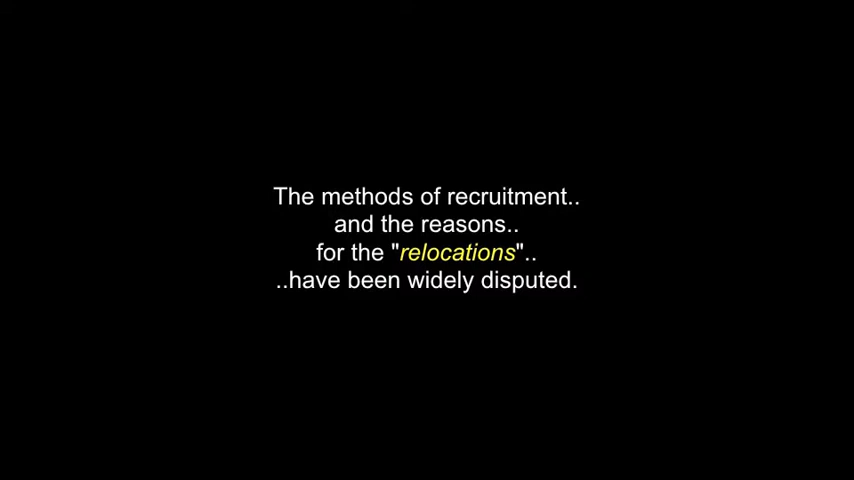 The methods of recruitment..
and the reasons..
for the "relocations"..
..have been widely disputed.